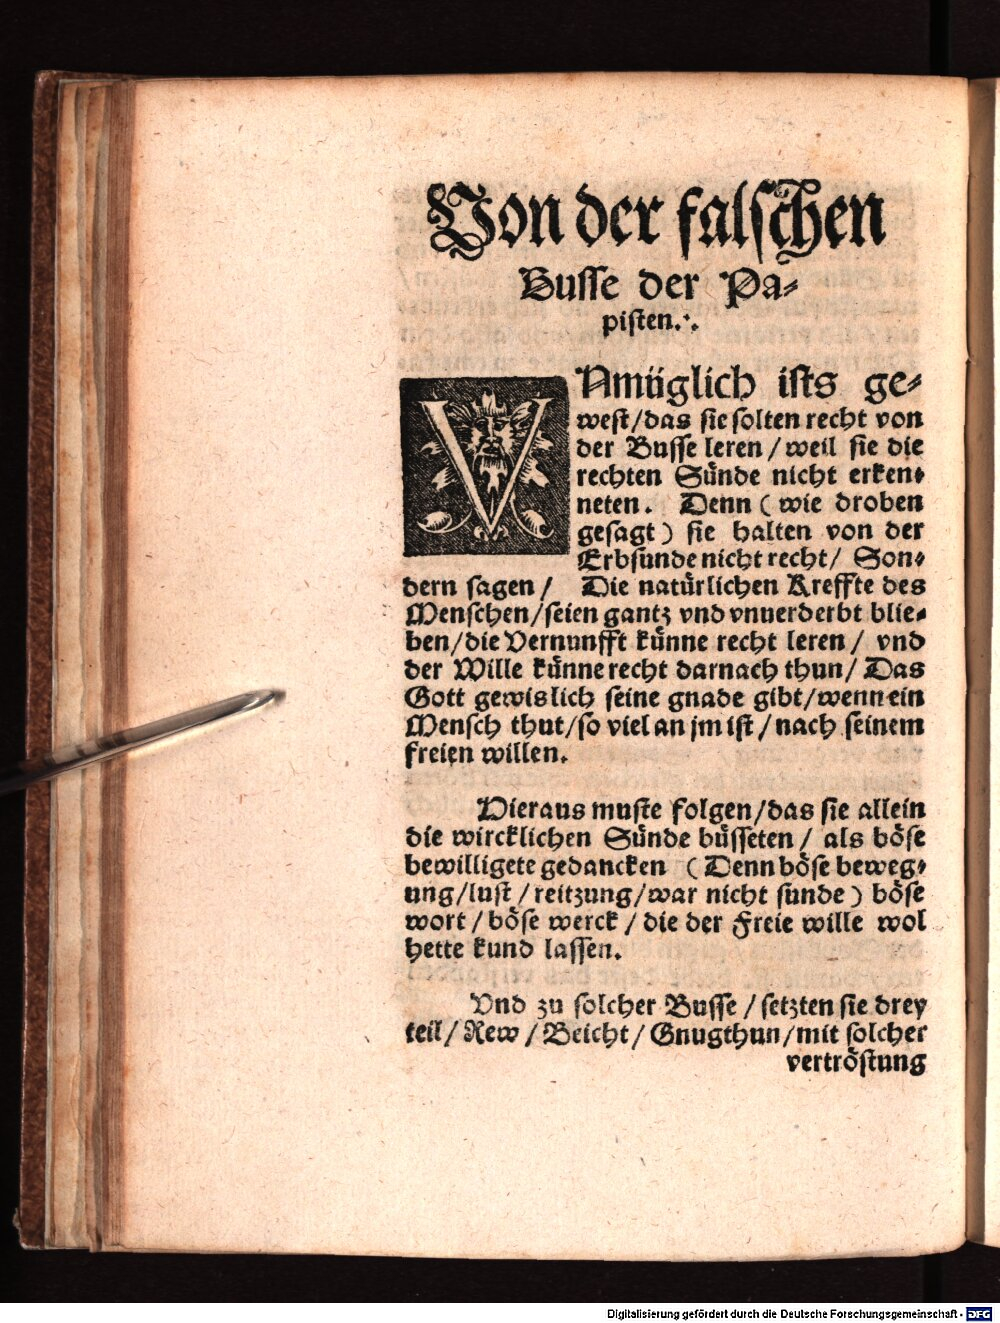 Von der falschen
Busse der Pa-
pisten.
VNmüglich ists ge-
west/das sie solten recht von
der Busse leren/weil sie die
rechten Sünde nicht erken-
neten. Denn (wie droben
gesagt) sie halten von der
Erbsunde nicht recht/ Son-
dern sagen/ Die natürlichen Kreffte des
Menschen/seien gantz vnd vnuerderbt blie-
ben/die Vernunfft künne recht leren/ vnd
der Wille künne recht darnach thun/ Das
Gott gewislich seine gnade gibt/wenn ein
Mensch thut/so viel an jm ist/nach seinem
freien willen.
Hieraus muste folgen/das sie allein
die wircklichen Sünde büsseten/ als böse
bewilligete gedancken (Denn böse beweg-
ung/lust/reitzung/war nicht sunde) böse
wort/böse werck/die der Freie wille wol
hette kund lassen.
Vnd zu solcher Busse/setzten sie drey
teil/Rew/Beicht/Gnugthun/mit solcher
vertröstung
Digitalisierung gefördert durch die Deutsche Forschungsgemeinschaft - DFG